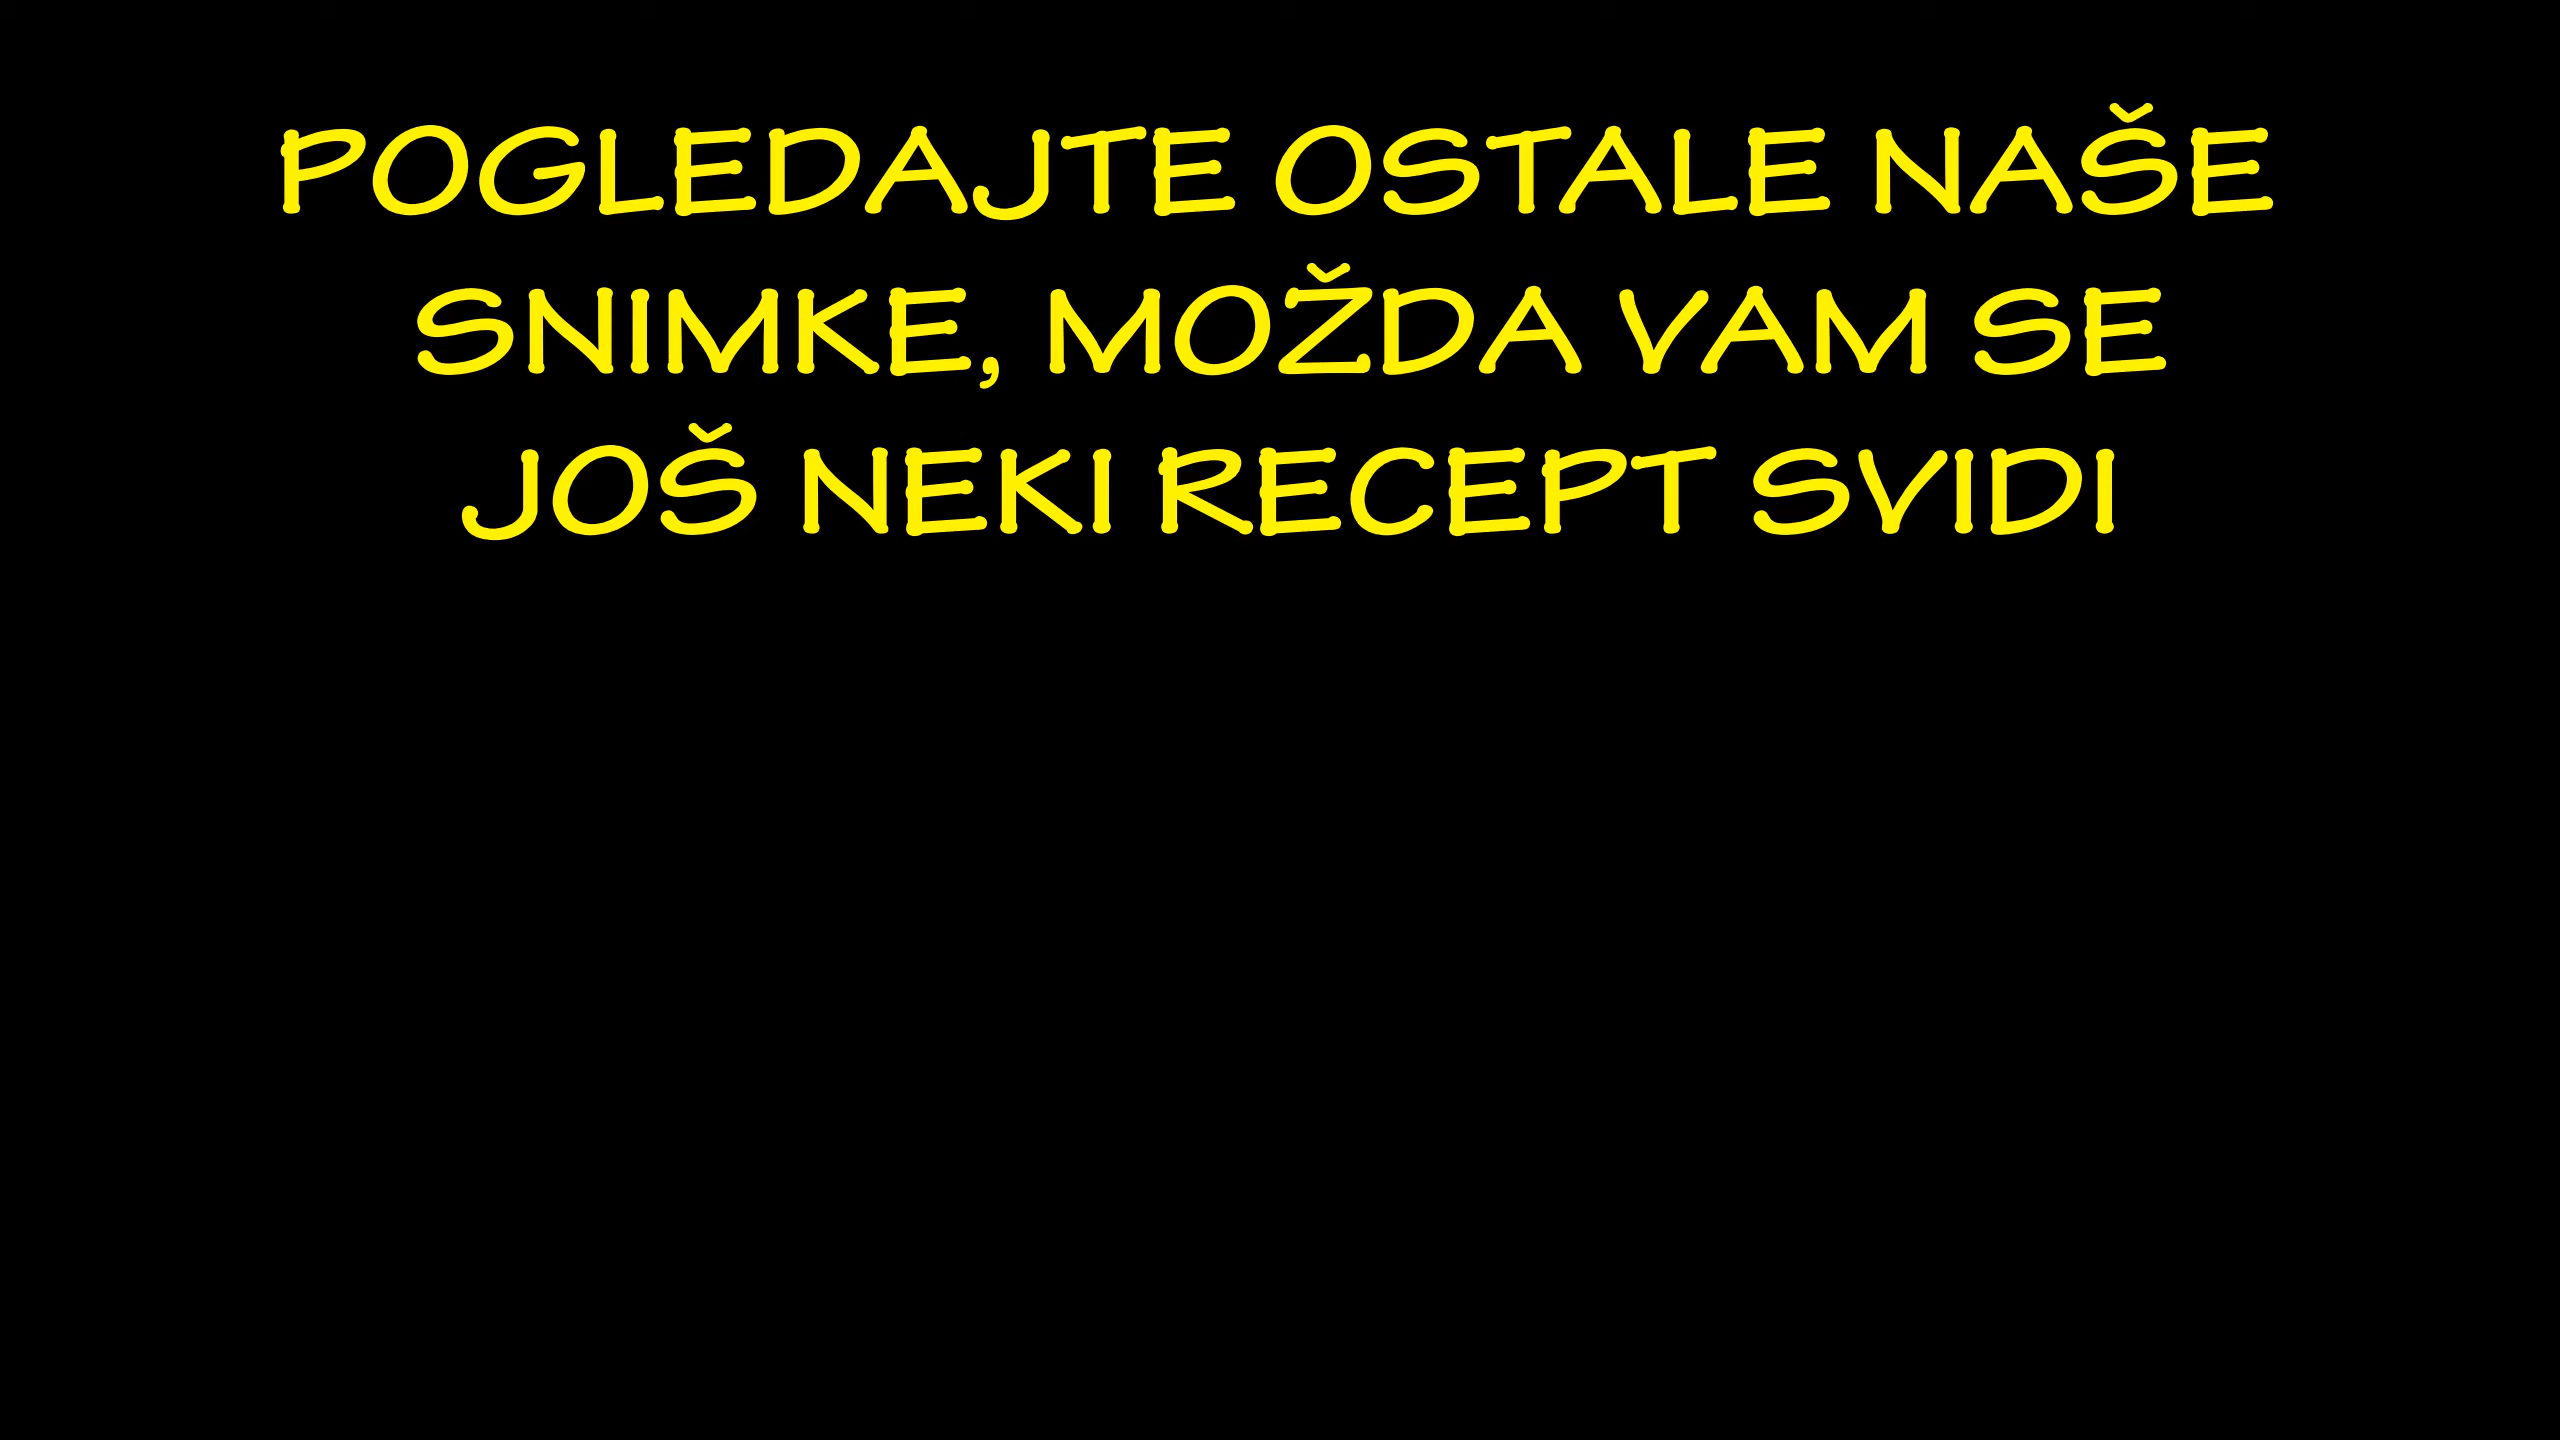 POGLEDAJTE OSTALE NAŠE
SNIMKE, MOŽDA VAM SE
JOŠ NEKI RECEPT SVIDI